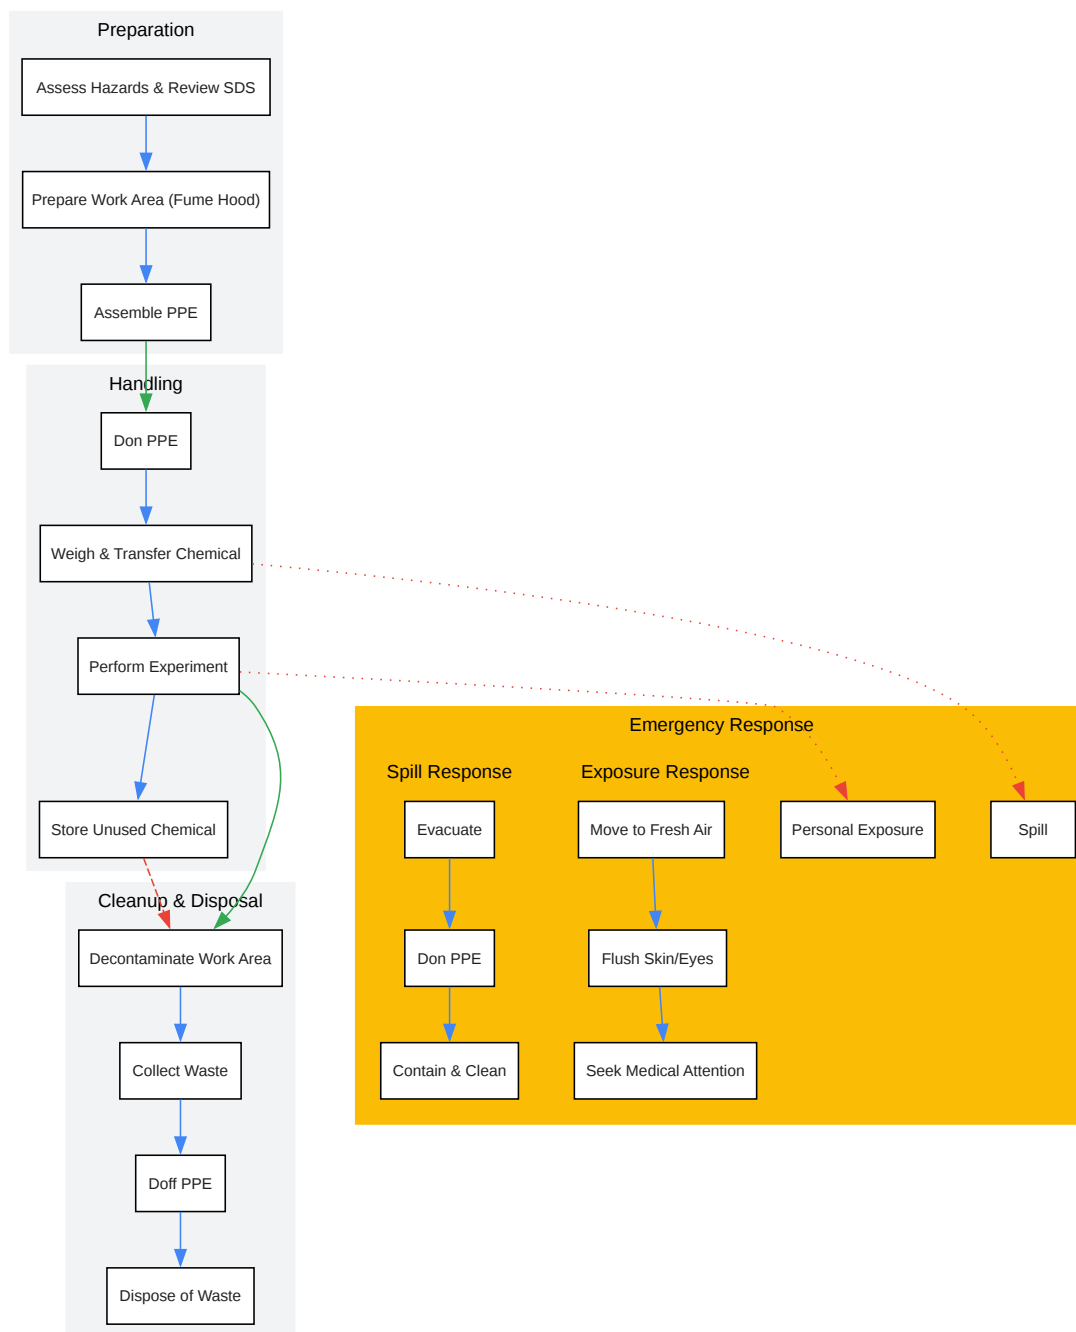 Preparation
Assess Hazards & Review SDS
Prepare Work Area (Fume Hood)
Assemble PPE
Handling
Don PPE
Weigh & Transfer Chemical
Perform Experiment
Store Unused Chemical
Cleanup & Disposal
Decontaminate Work Area
Collect Waste
Doff PPE
Dispose of Waste
Emergency Response
Spill Response
Evacuate
Don PPE
Contain & Clean
Exposure Response
Move to Fresh Air
Flush Skin/Eyes
Seek Medical Attention
Personal Exposure
Spill